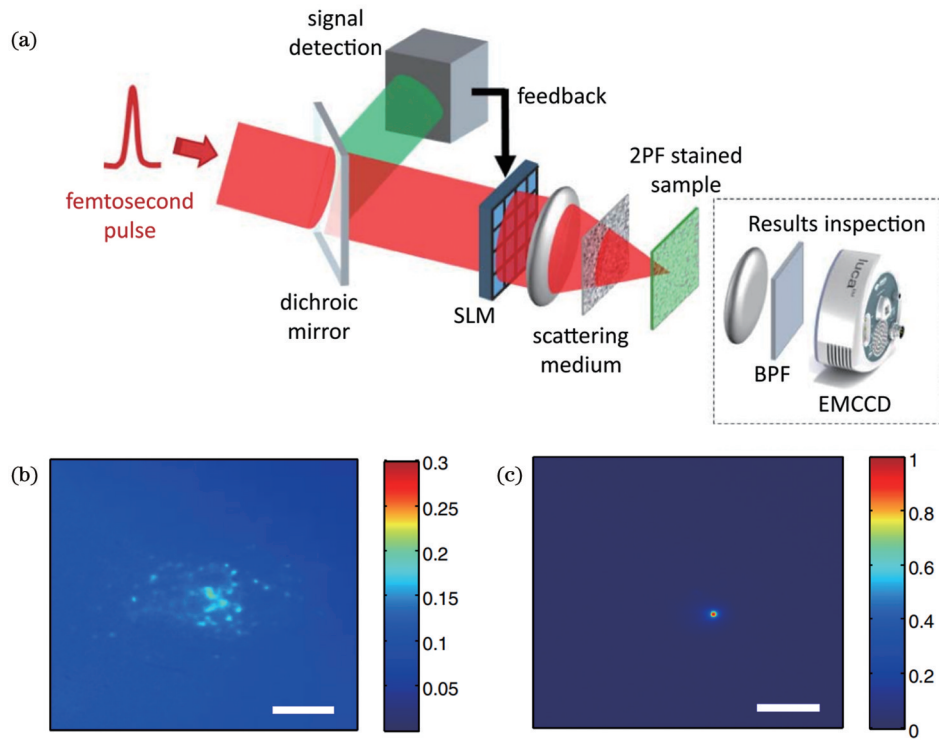 (a)
signal
detection
feedback
femtosecond
pulse
dichroic
mirror
SLM
scattering
medium
2PF stained
sample
Results inspection
luca
BPF
EMCCD
(b)
0.3
0.25
0.2
0.15
0.1
0.05
(c)
1
0.8
0.6
0.4
0.2
0